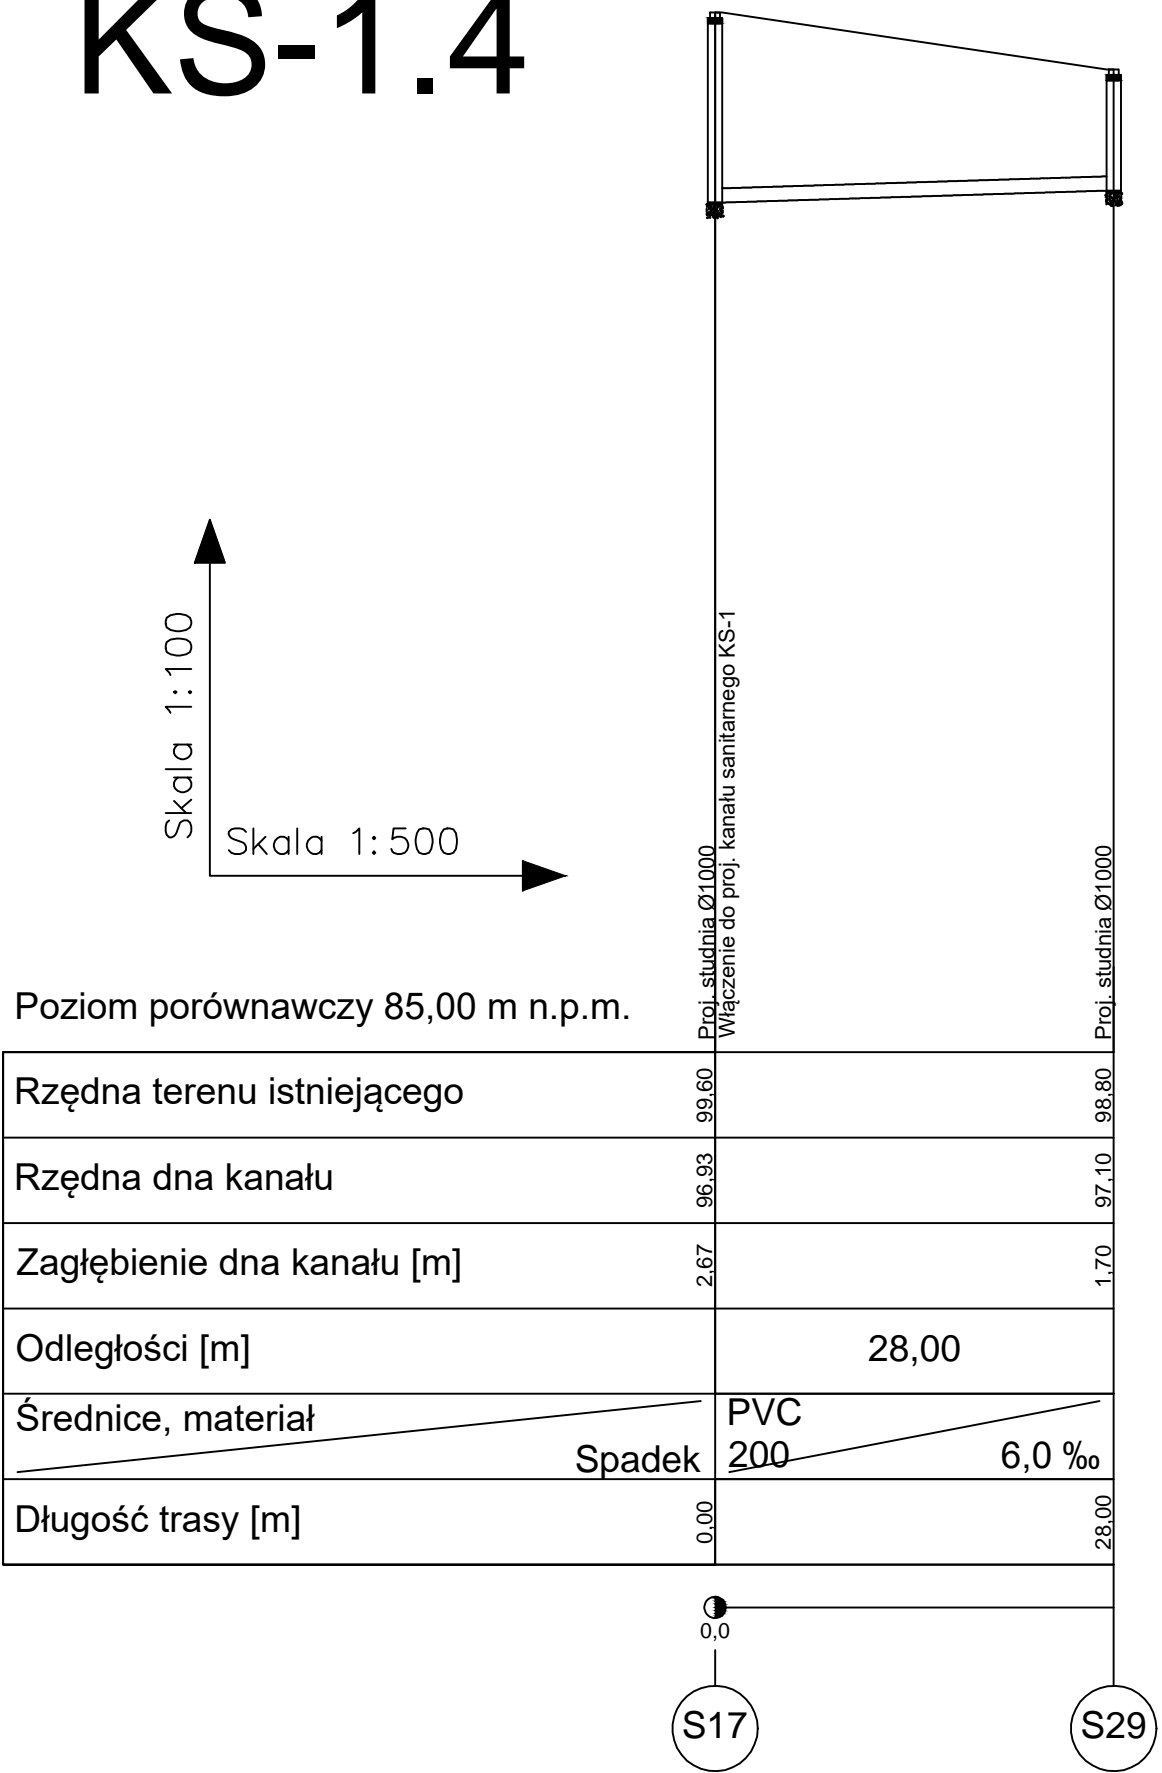 KS-1.4
Skala 1:100
Skala 1:500
Proj. studnia Ø1000
Włączenie do proj. kanału sanitarnego KS-1
Proj. studnia Ø1000
Poziom porównawczy 85,00 m n.p.m.
Rzędna terenu istniejącego 99,60 98,80
Rzędna dna kanału 96,93 97,10
Zagłębienie dna kanału [m] 2,67 1,70
Odległości [m] 28,00
Średnice, materiał PVC
Spadek 200 6,0 ‰
Długość trasy [m] 0,00 28,00
0,0
S17 S29